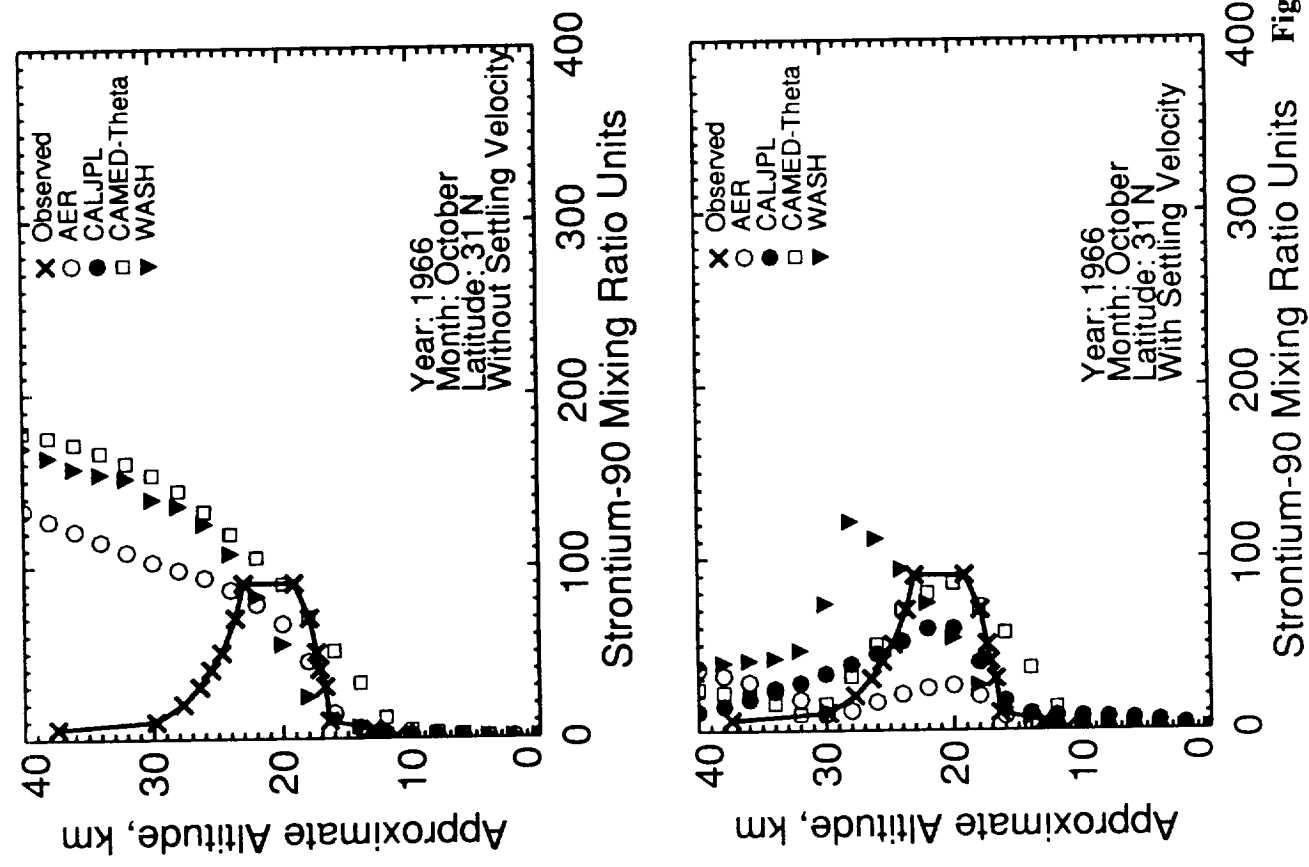 40
30
20
10
0
Approximate Altitude, km
Observed
AER
CALJPL
CAMED-Theta
WASH
Year: 1966
Month: October
Latitude: 31 N
Without Settling Velocity
0
100
200
300
400
Strontium-90 Mixing Ratio Units
40
30
20
10
0
Approximate Altitude, km
Observed
AER
CALJPL
CAMED-Theta
WASH
Year: 1966
Month: October
Latitude: 31 N
With Settling Velocity
0
100
200
300
400
Strontium-90 Mixing Ratio Units
Fig